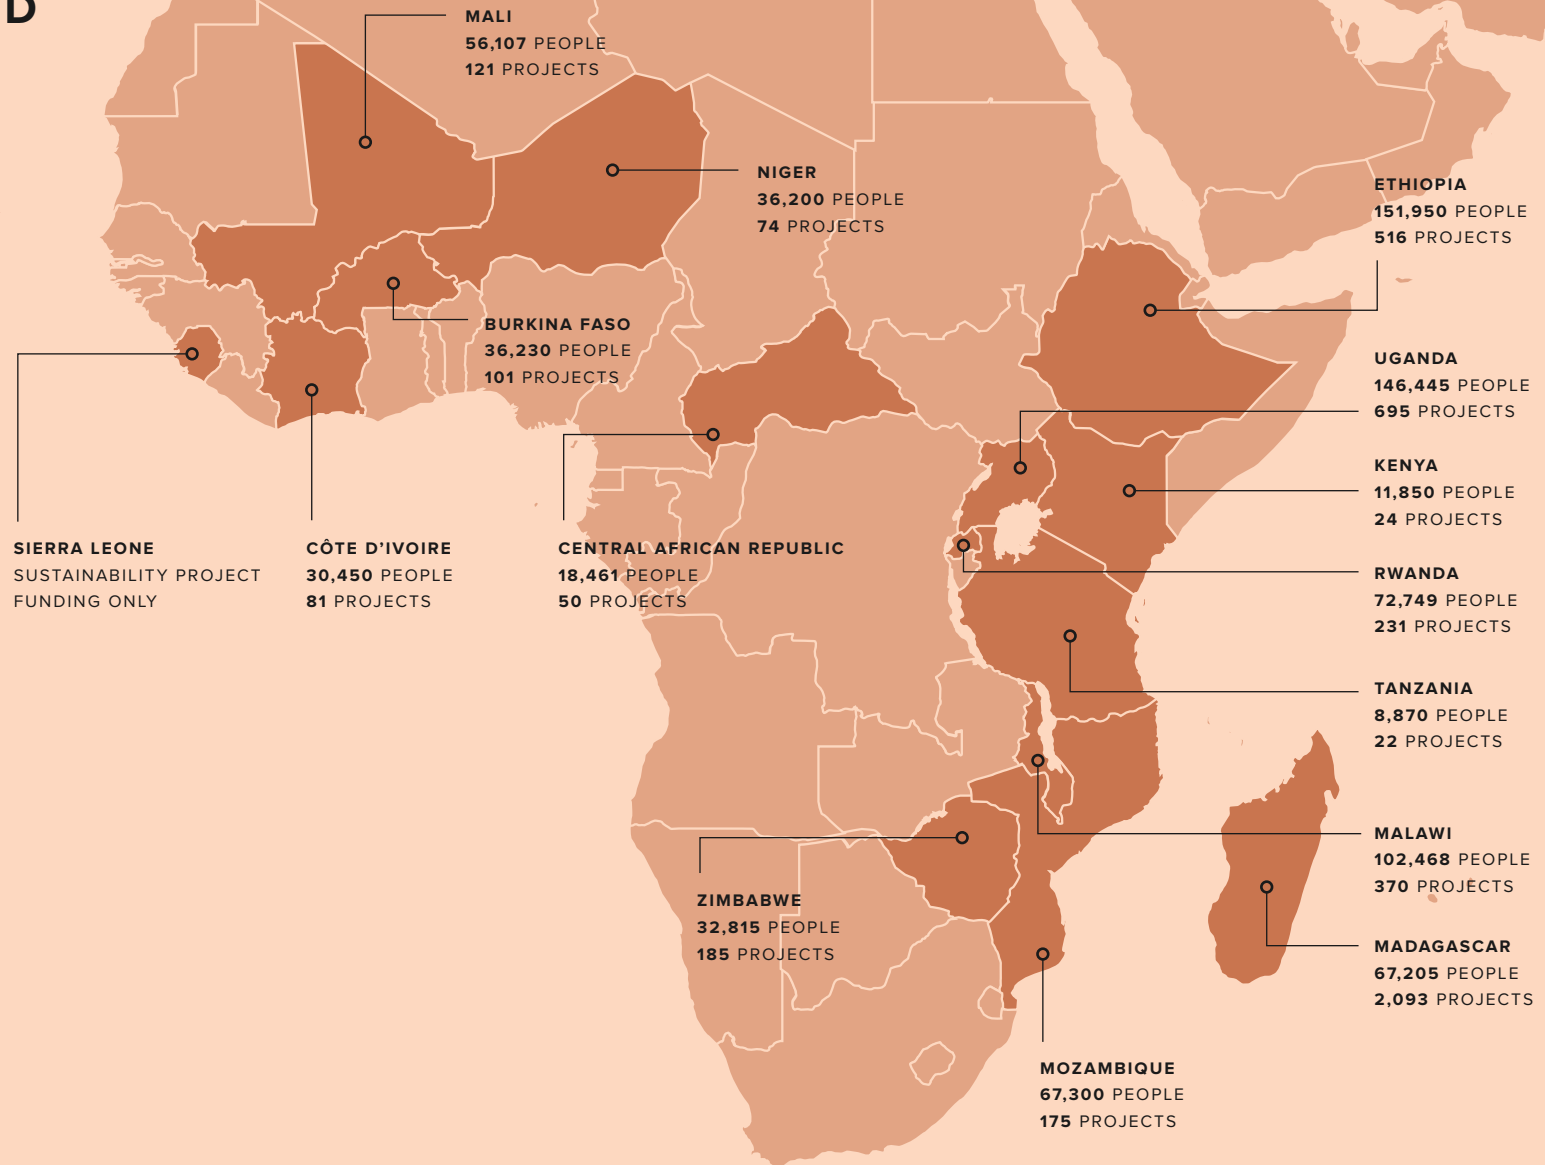 D
MALI
56,107 PEOPLE
121 PROJECTS
NIGER
36,200 PEOPLE
74 PROJECTS
ETHIOPIA
151,950 PEOPLE
516 PROJECTS
BURKINA FASO
36,230 PEOPLE
101 PROJECTS
UGANDA
146,445 PEOPLE
695 PROJECTS
KENYA
11,850 PEOPLE
24 PROJECTS
SIERRA LEONE
SUSTAINABILITY PROJECT
FUNDING ONLY
CÔTE D’IVOIRE
30,450 PEOPLE
81 PROJECTS
CENTRAL AFRICAN REPUBLIC
18,461 PEOPLE
50 PROJECTS
RWANDA
72,749 PEOPLE
231 PROJECTS
TANZANIA
8,870 PEOPLE
22 PROJECTS
MALAWI
102,468 PEOPLE
370 PROJECTS
ZIMBABWE
32,815 PEOPLE
185 PROJECTS
MADAGASCAR
67,205 PEOPLE
2,093 PROJECTS
MOZAMBIQUE
67,300 PEOPLE
175 PROJECTS